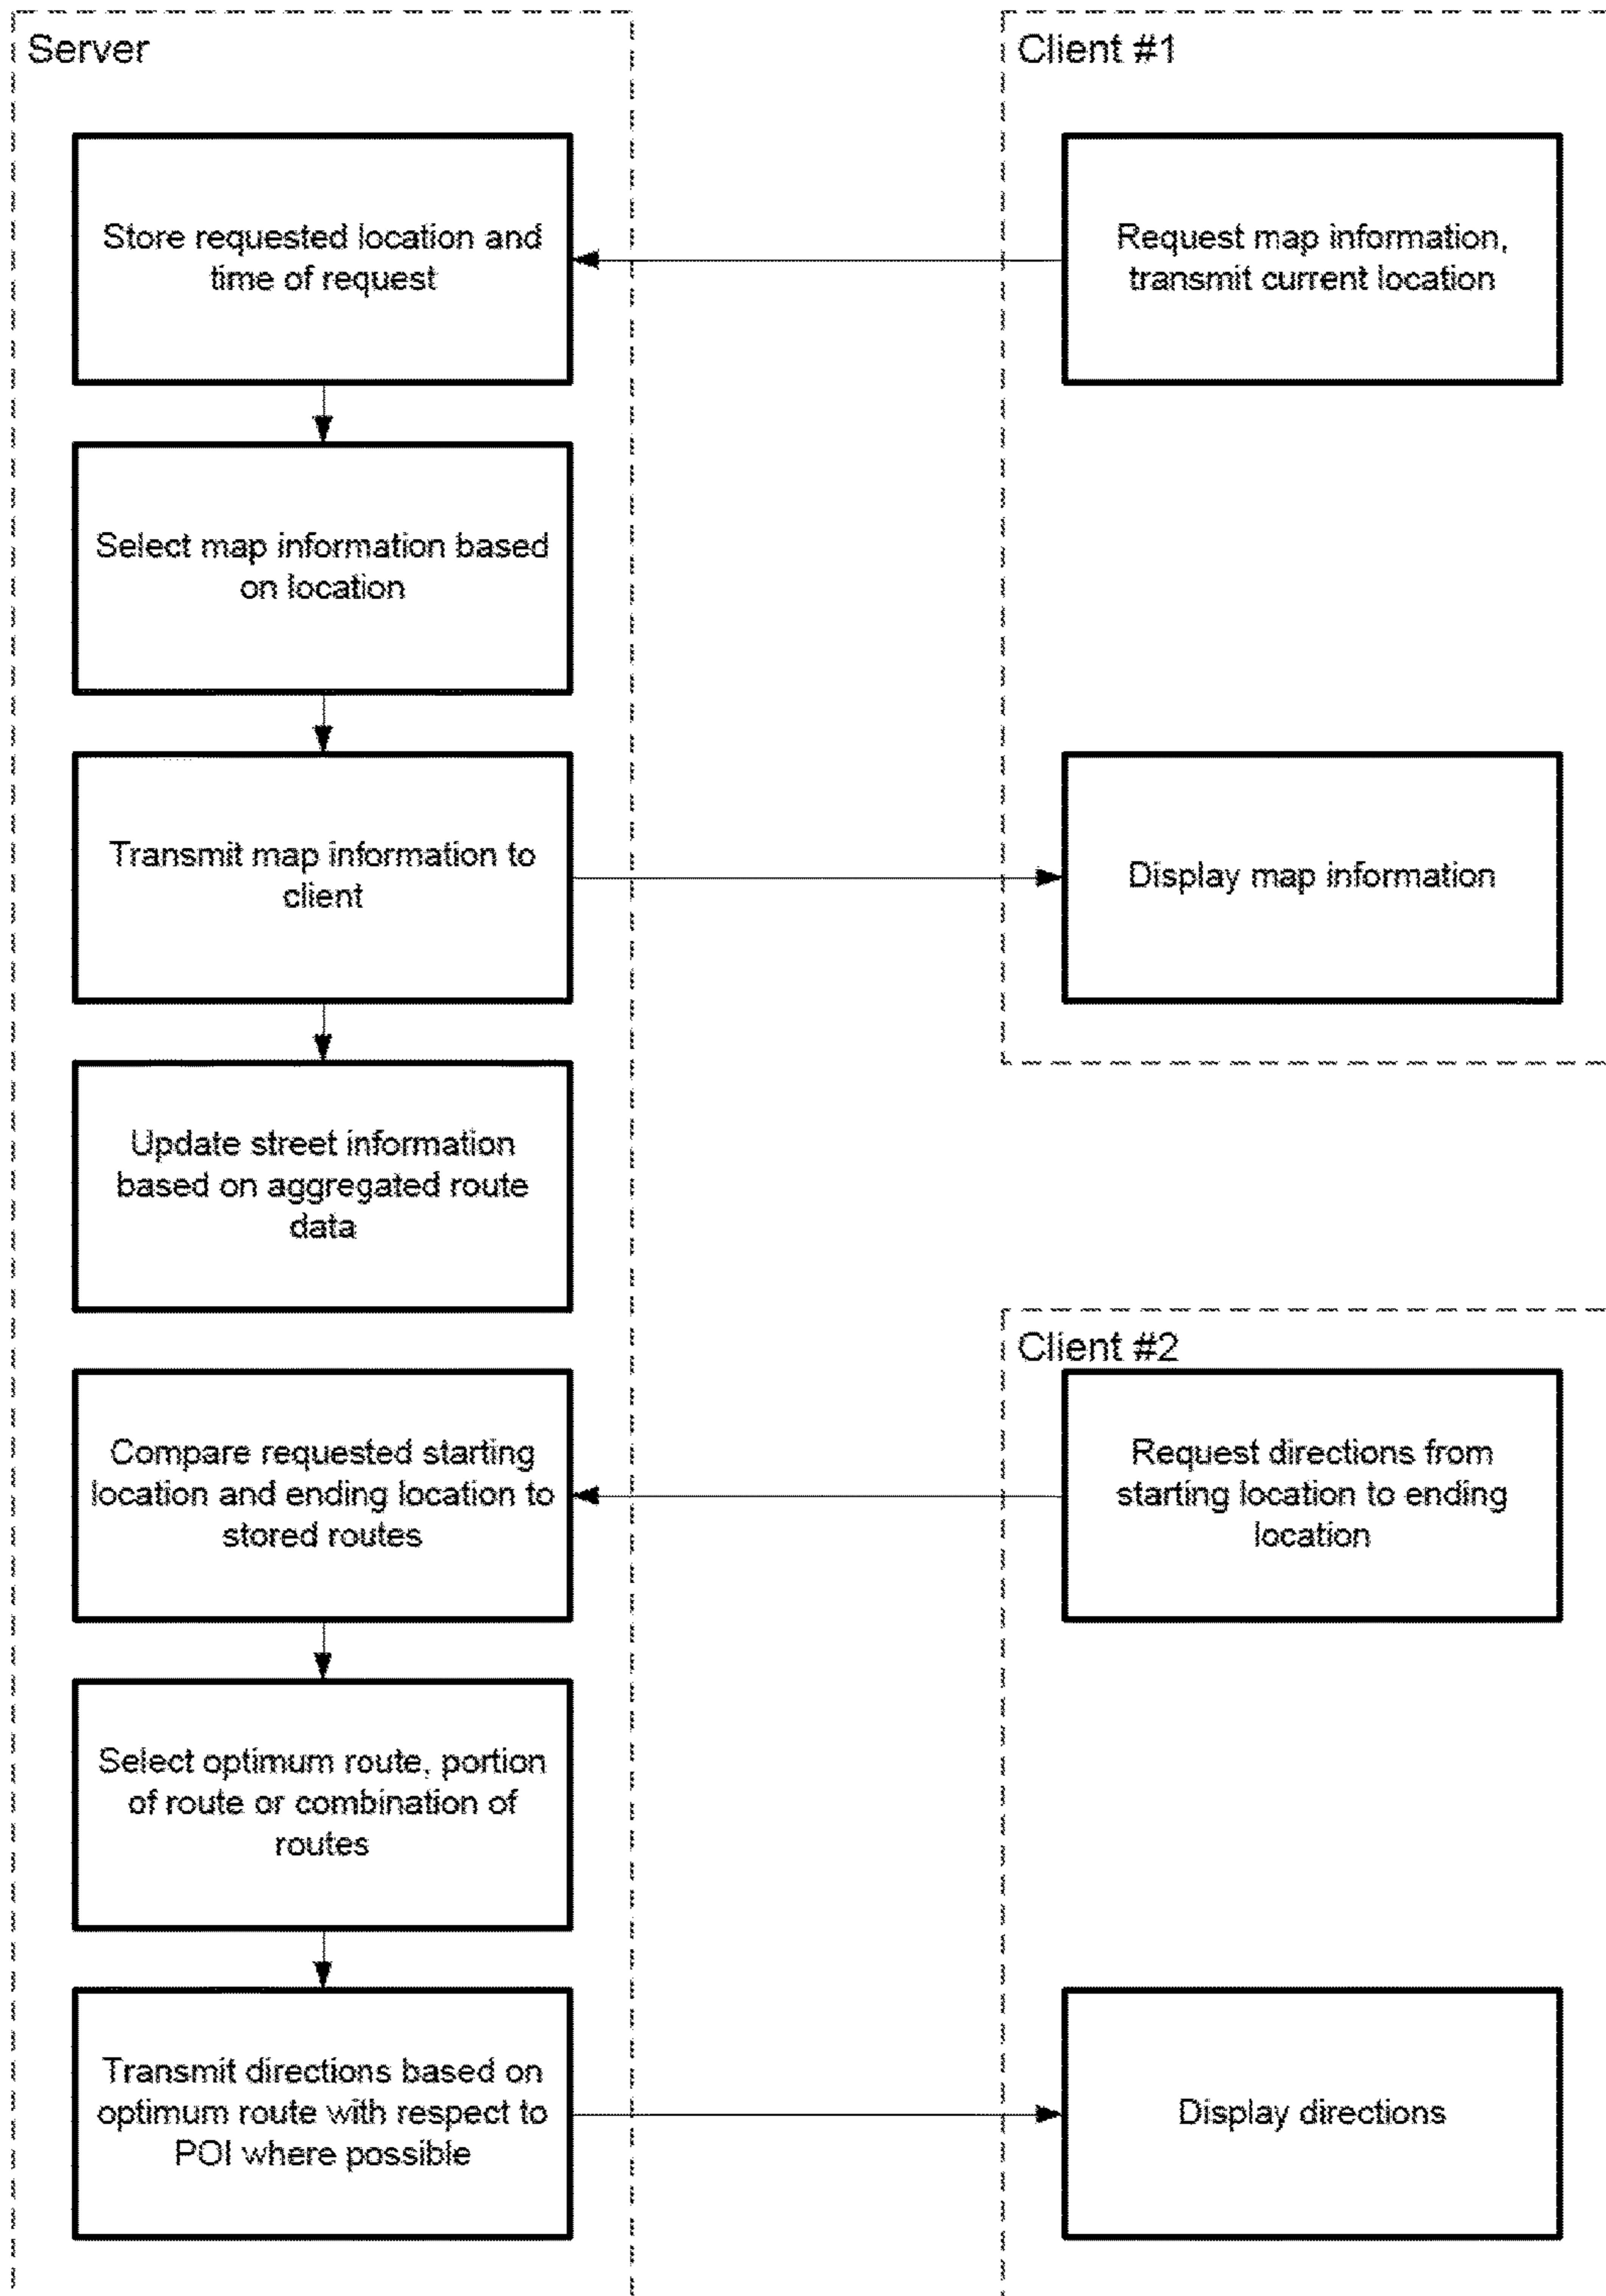 Server
Client #1
Store requested location and
time of request
Request map information,
transmit current location
Select map information based
on location
Transmit map information to
client
Display map information
Update street information
based on aggregated route
data
Client #2
Compare requested starting
location and ending location to
stored routes
Request directions from
starting location to ending
location
Select optimum route, portion
of route or combination of
routes
Transmit directions based on
optimum route with respect to
POI where possible
Display directions